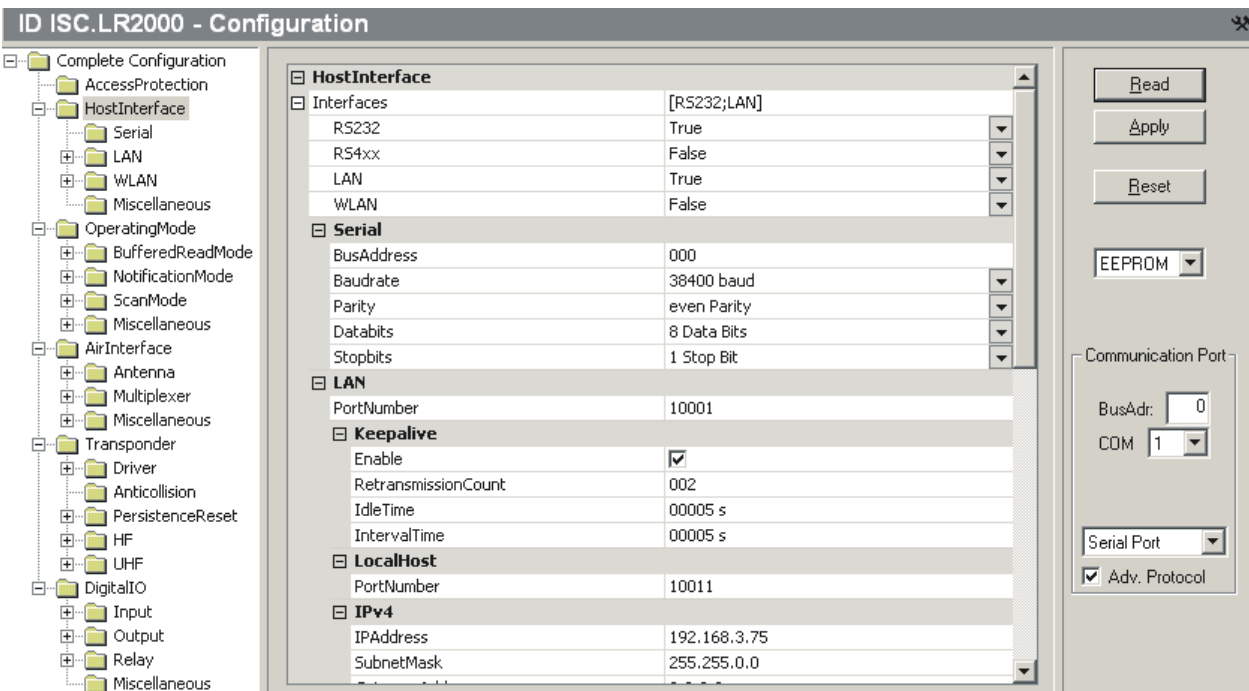 ID ISC.LR2000 - Configuration
Complete Configuration
AccessProtection
HostInterface
Serial
LAN
WLAN
Miscellaneous
OperatingMode
BufferedReadMode
NotificationMode
ScanMode
Miscellaneous
AirInterface
Antenna
Multiplexer
Miscellaneous
Transponder
Driver
Anticollision
PersistenceReset
HF
UHF
DigitalIO
Input
Output
Relay
Miscellaneous
HostInterface
Interfaces [RS232;LAN]
RS232 True
RS4xx False
LAN True
WLAN False
Serial
BusAddress 000
Baudrate 38400 baud
Parity even Parity
Databits 8 Data Bits
Stopbits 1 Stop Bit
LAN
PortNumber 10001
Keepalive
Enable
RetransmissionCount 002
IdleTime 00005 s
IntervalTime 00005 s
LocalHost
PortNumber 10011
IPv4
IPAddress 192.168.3.75
SubnetMask 255.255.0.0
Read
Apply
Reset
EEPROM
Communication Port
BusAdr: 0
COM 1
Serial Port
Adv. Protocol